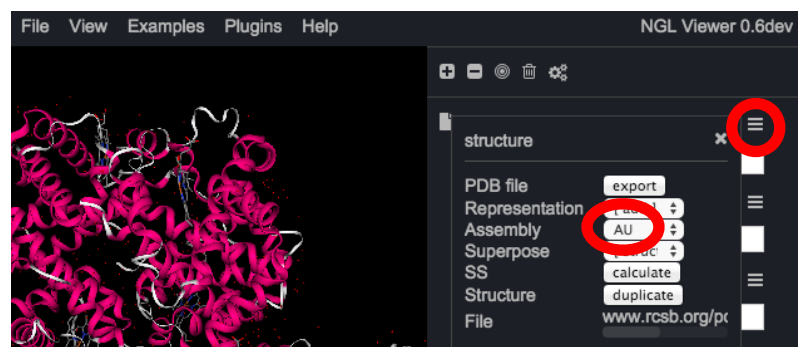 File View Examples Plugins Help NGL Viewer 0.6dev
structure
PDB file export
Representation
Assembly AU
Superpose
SS calculate
Structure duplicate
File www.rcsb.org/pc